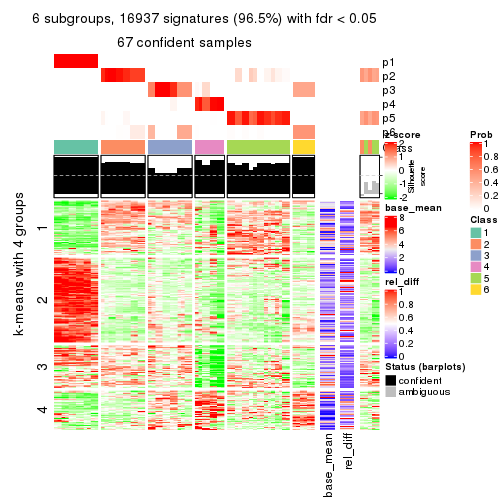 6 subgroups, 16937 signatures (96.5%) with fdr < 0.05
67 confident samples
p1
p2
p3
p4
p5
p6
z-score
2
1
0
-1
-2
Silhouette
score
Prob
1
0.8
0.6
0.4
0.2
0
Class
1
2
3
4
5
6
base_mean
8
6
4
2
0
rel_diff
1
0.8
0.6
0.4
0.2
0
Status (barplots)
confident
ambiguous
k-means with 4 groups
1
2
3
4
base_mean
rel_diff